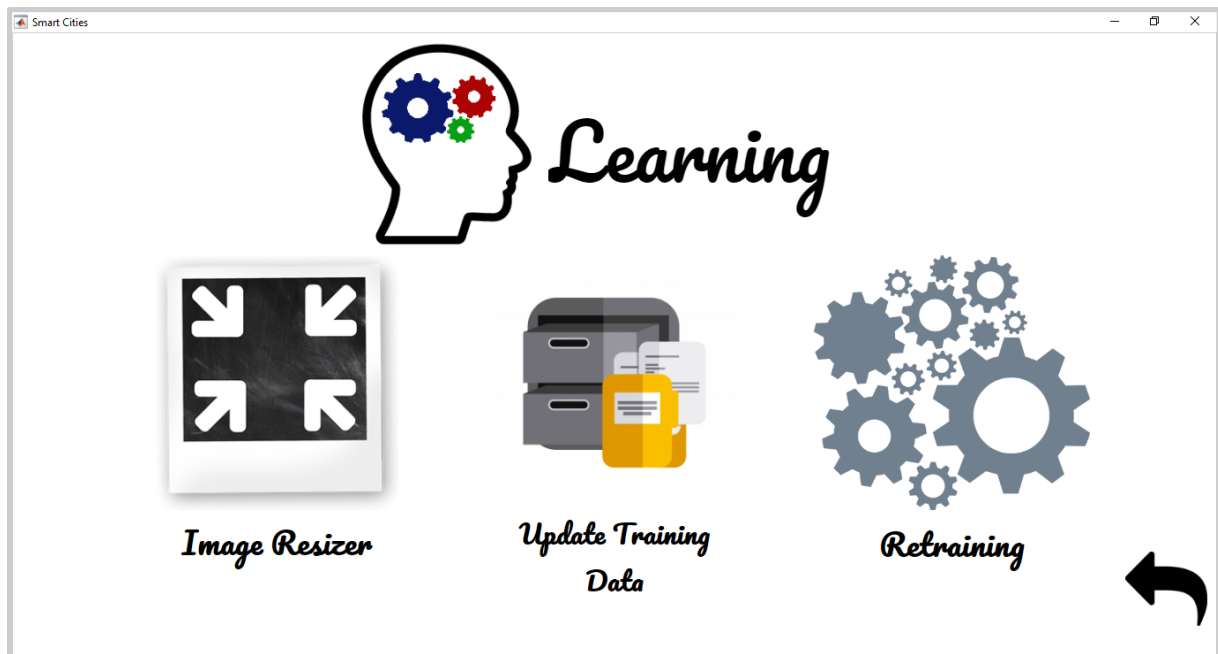 Smart Cities
Learning
Image Resizer
Update Training
Data
Retraining